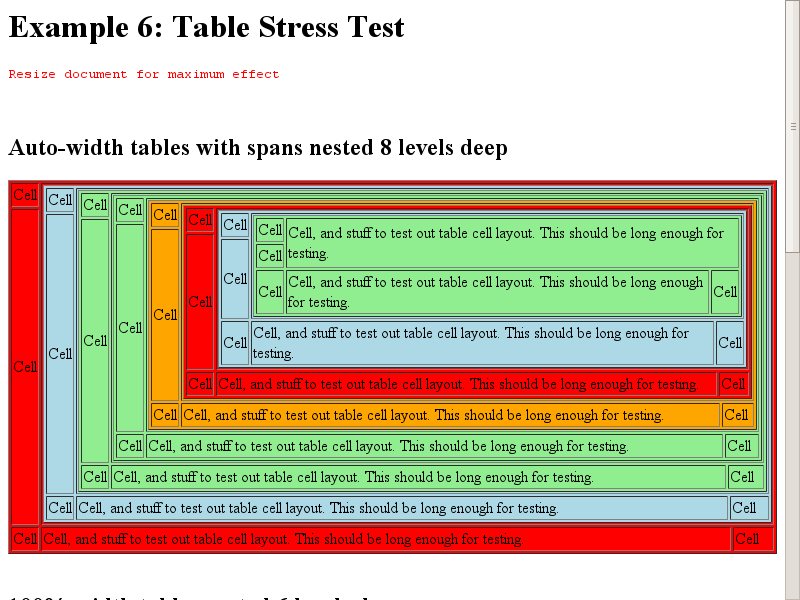 Example 6: Table Stress Test
Resize document for maximum effect
Auto-width tables with spans nested 8 levels deep
Cell
Cell
Cell
Cell
Cell
Cell
Cell
Cell Cell, and stuff to test out table cell layout. This should be long enough for
testing.
Cell
Cell
Cell Cell, and stuff to test out table cell layout. This should be long enough
for testing. Cell
Cell
Cell
Cell
Cell
Cell
Cell
Cell Cell, and stuff to test out table cell layout. This should be long enough for
testing. Cell
Cell Cell, and stuff to test out table cell layout. This should be long enough for testing. Cell
Cell Cell, and stuff to test out table cell layout. This should be long enough for testing. Cell
Cell Cell, and stuff to test out table cell layout. This should be long enough for testing. Cell
Cell Cell, and stuff to test out table cell layout. This should be long enough for testing. Cell
Cell Cell, and stuff to test out table cell layout. This should be long enough for testing. Cell
Cell Cell, and stuff to test out table cell layout. This should be long enough for testing. Cell